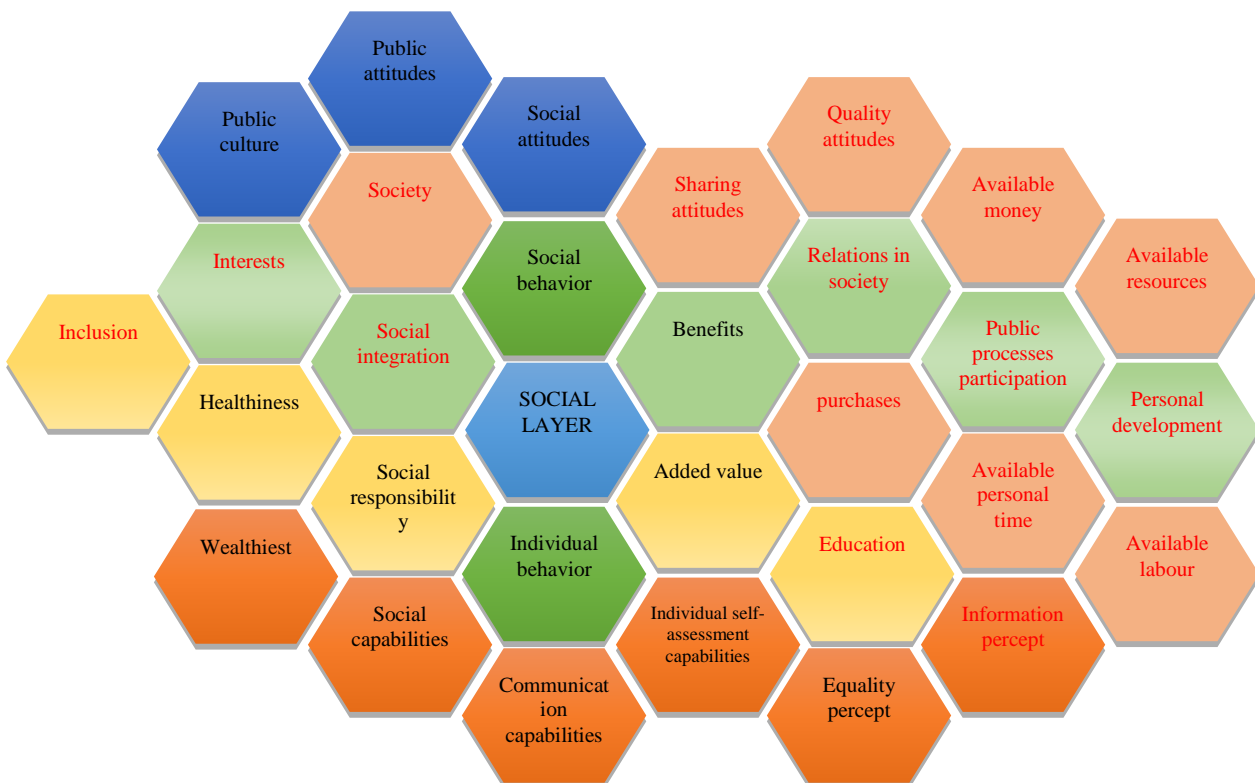 Public
attitudes
Public
culture
Social
attitudes
Quality
attitudes
Society
Sharing
attitudes
Available
money
Interests
Social
behavior
Relations in
society
Available
resources
Inclusion
Social
integration
Benefits
Public
processes
participation
Healthiness
SOCIAL
LAYER
purchases
Personal
development
Social
responsibilit
y
Added value
Available
personal
time
Wealthiest
Individual
behavior
Education
Available
labour
Social
capabilities
Individual self-
assessment
capabilities
Information
percept
Communicat
ion
capabilities
Equality
percept